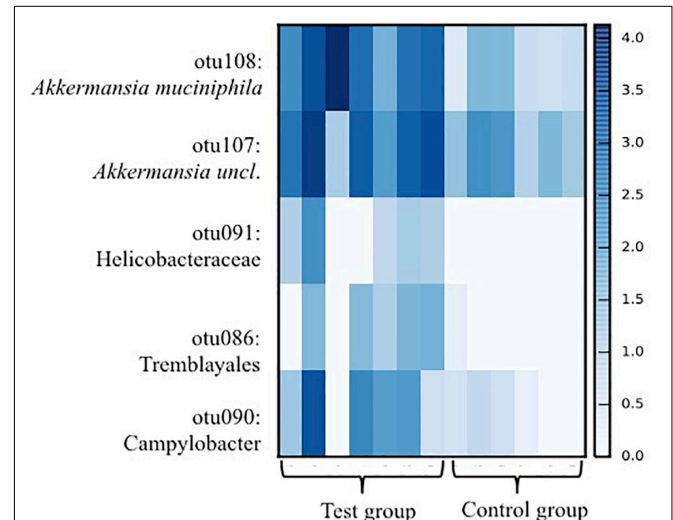 otu108:
Akkermansia muciniphila
otu107:
Akkermansia uncl.
otu091:
Helicobacteraceae
otu086:
Tremblayales
otu090:
Campylobacter
4.0
3.5
3.0
2.5
2.0
1.5
1.0
0.5
0.0
Test group
Control group